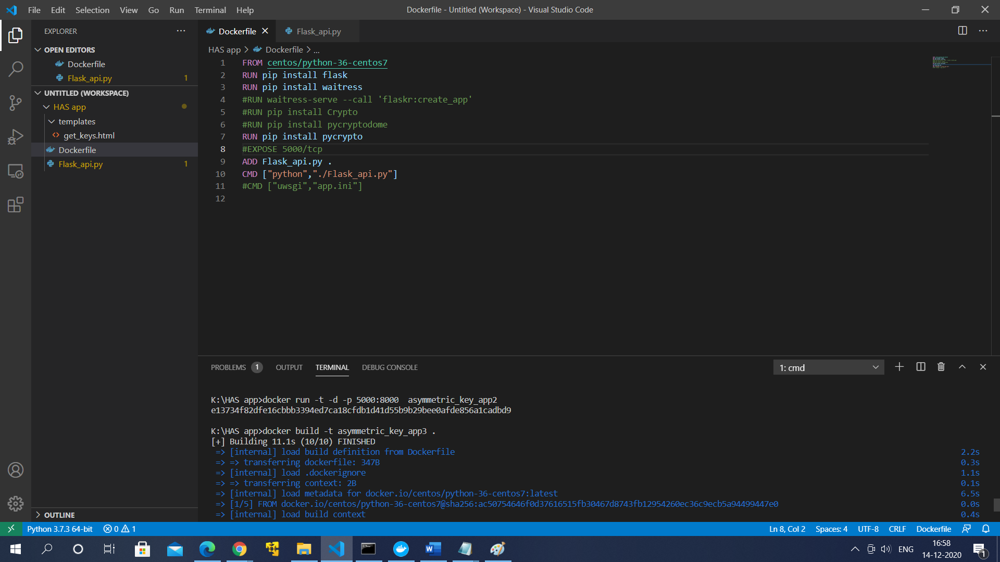 File Edit Selection View Go Run Terminal Help
Dockerfile - Untitled (Workspace) - Visual Studio Code
EXPLORER
OPEN EDITORS
Dockerfile
Flask_api.py 1
UNTITLED (WORKSPACE)
HAS app
templates
get_keys.html
Dockerfile
Flask_api.py 1
OUTLINE
Dockerfile Flask_api.py
HAS app > Dockerfile > ...
1 FROM centos/python-36-centos7
2 RUN pip install flask
3 RUN pip install waitress
4 #RUN waitress-serve --call 'flaskr:create_app'
5 #RUN pip install Crypto
6 #RUN pip install pycryptodome
7 RUN pip install pycrypto
8 #EXPOSE 5000/tcp
9 ADD Flask_api.py .
10 CMD ["python","./Flask_api.py"]
11 #CMD ["uwsgi","app.ini"]
12
PROBLEMS 1 OUTPUT TERMINAL DEBUG CONSOLE
1: cmd
K:\HAS app>docker run -t -d -p 5000:8000  asymmetric_key_app2
e13734f82dfe16cbbb3394ed7ca18cfdb1d41d55b9b29bee0afde856a1cadbd9
K:\HAS app>docker build -t asymmetric_key_app3 .
[+] Building 11.1s (10/10) FINISHED
=> [internal] load build definition from Dockerfile 2.2s
=> => transferring dockerfile: 347B 0.3s
=> [internal] load .dockerignore 1.1s
=> => transferring context: 2B 0.1s
=> [internal] load metadata for docker.io/centos/python-36-centos7:latest 6.5s
=> [1/5] FROM docker.io/centos/python-36-centos7@sha256:ac50754646f0d37616515fb30467d8743fb12954260ec36c9ecb5a94499447e0 0.0s
=> [internal] load build context 0.4s
Python 3.7.3 64-bit 0 1
Ln 8, Col 2 Spaces: 4 UTF-8 CRLF Dockerfile
ENG
16:58
14-12-2020
1